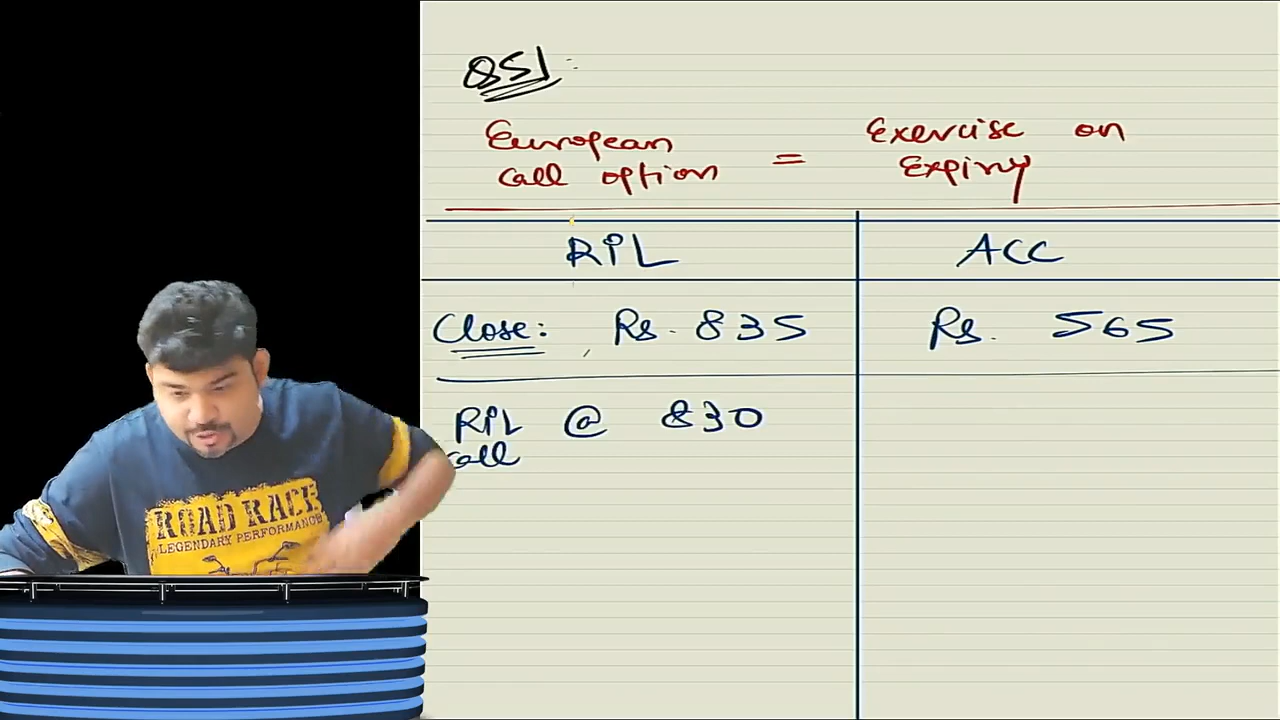 Q51:
European
call option = Exercise on
Expiry
RIL ACC
Close: Rs. 835 Rs. 565
RIL @ 830
call
ROAD RACE
LEGENDARY PERFORMANCE